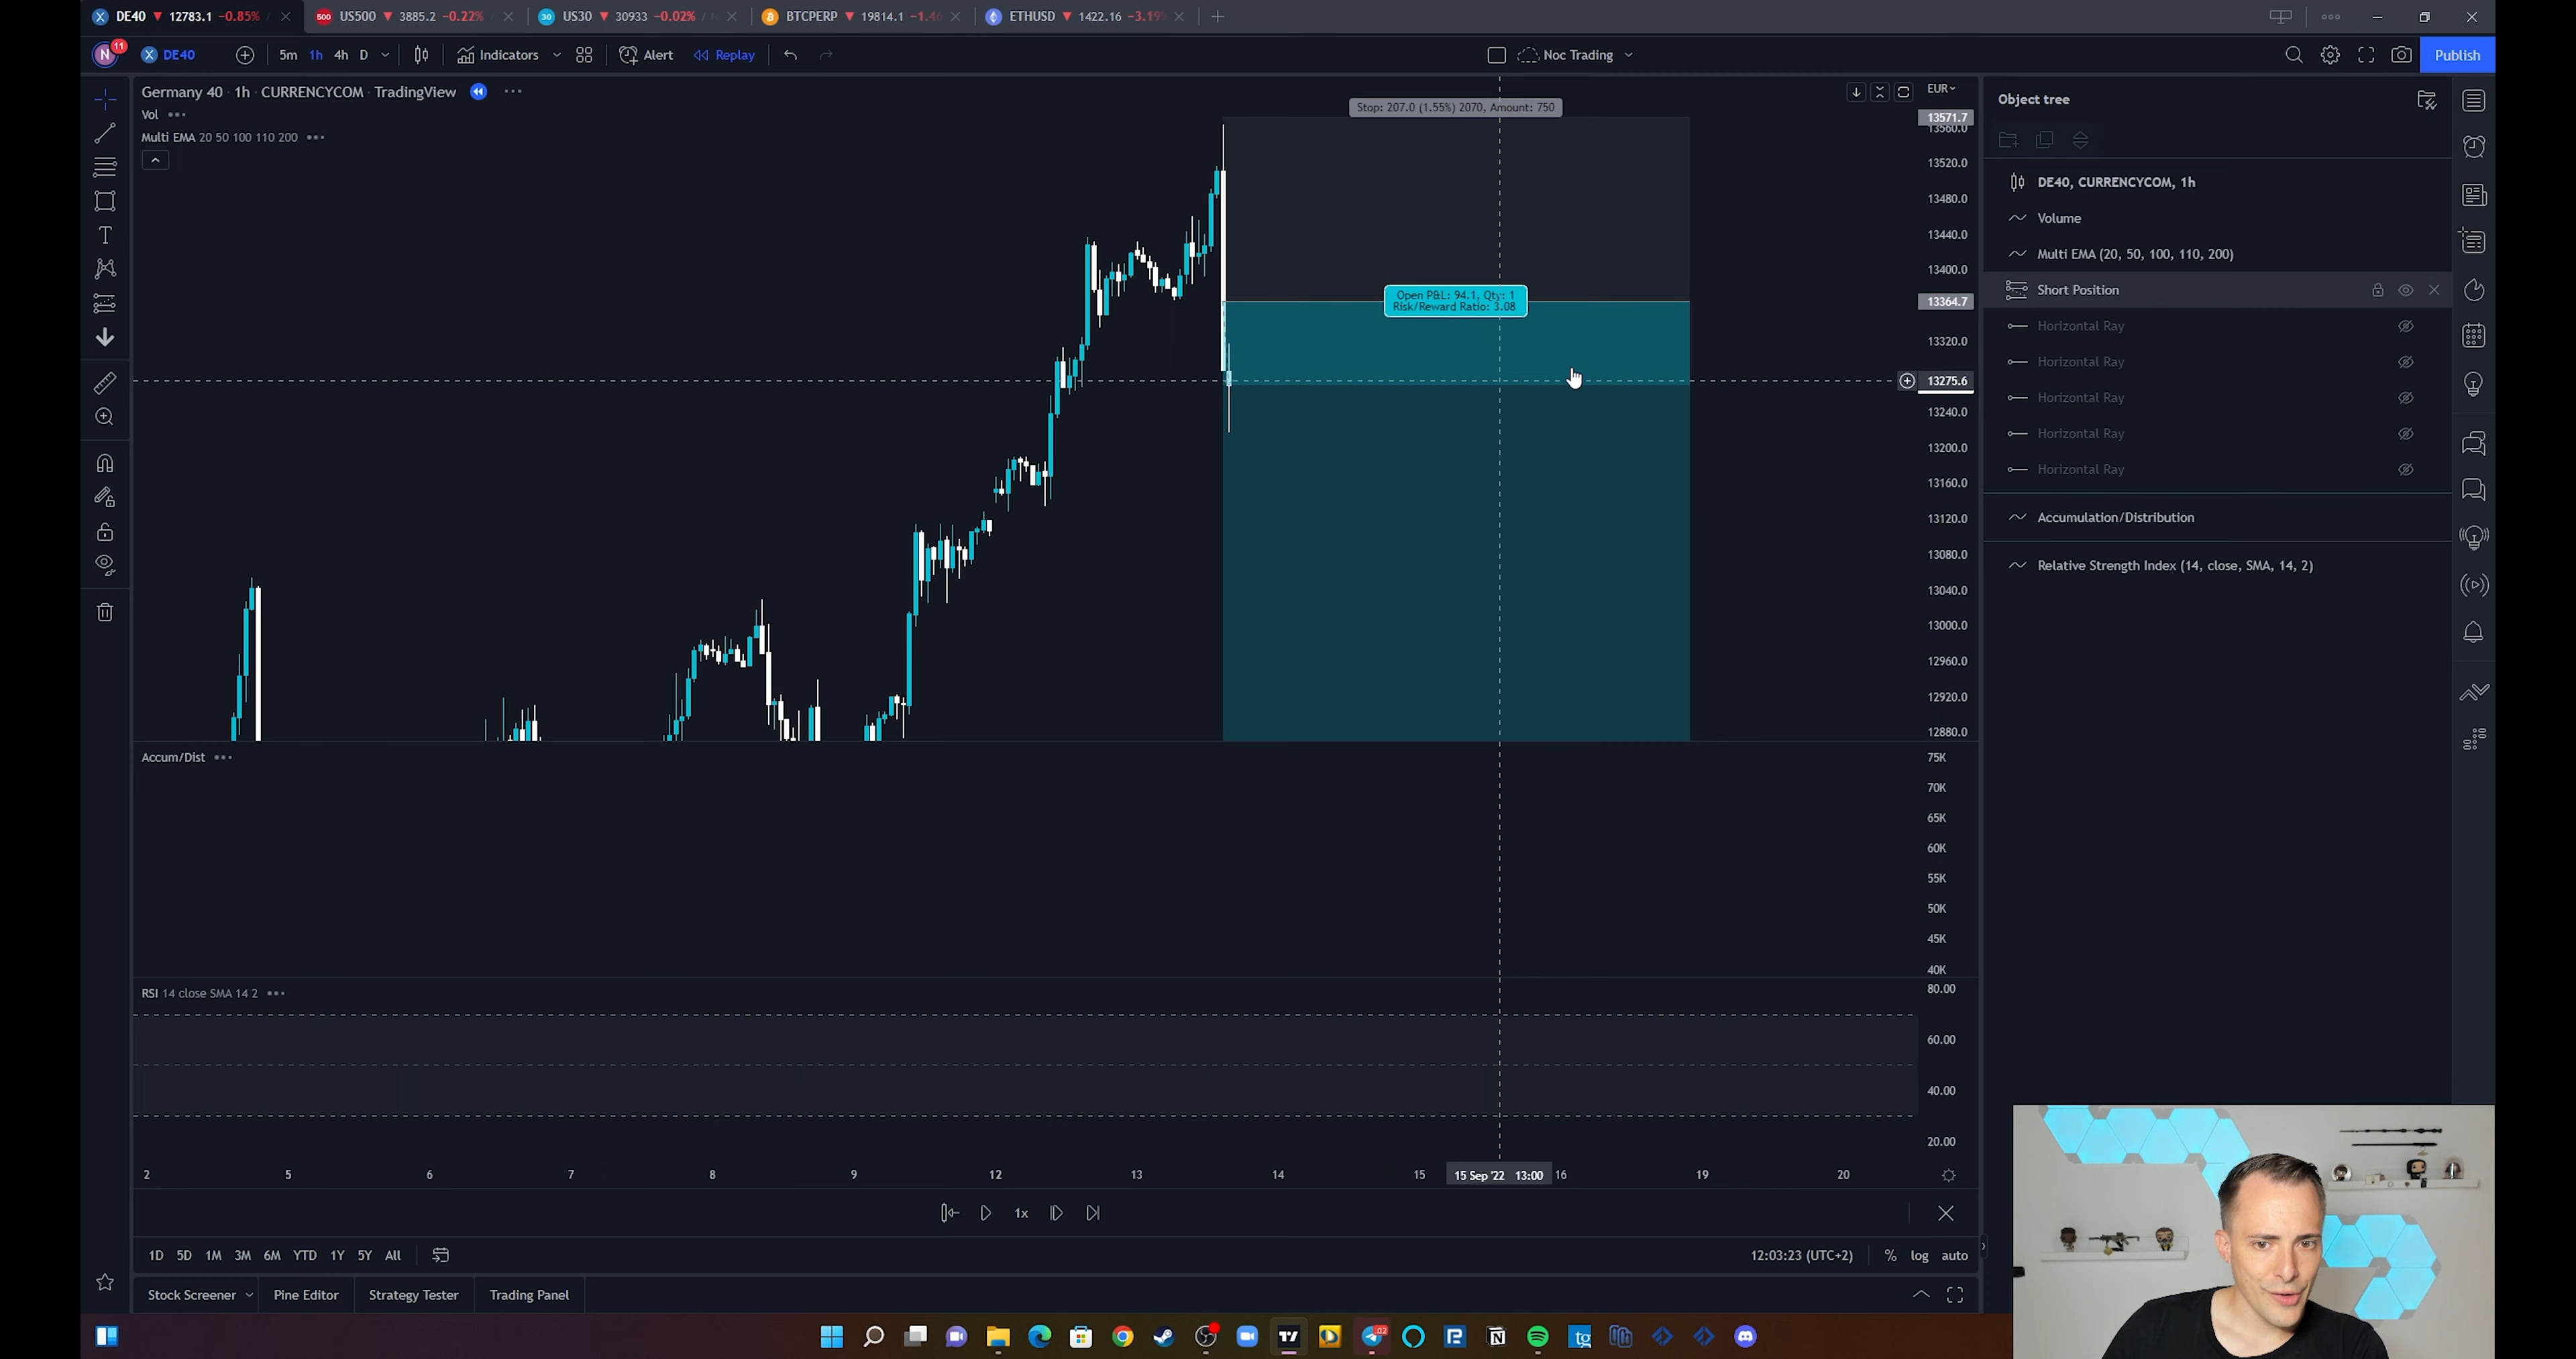 DE40 ▼ 12783.1 -0.85% /
500 US500 ▼ 3885.2 -0.22% /
30 US30 ▼ 30933 -0.02% / N
BTCPERP ▼ 19814.1 -1.46
ETHUSD ▼ 1422.16 -3.19%
N 11 DE40 5m 1h 4h D Indicators Alert Replay Noc Trading Publish
Germany 40 · 1h · CURRENCYCOM · TradingView
Vol
Multi EMA 20 50 100 110 200
Stop: 207.0 (1.55%) 2070, Amount: 750
Open P&L: 94.1, Qty: 1
Risk/Reward Ratio: 3.08
EUR
13571.7
13560.0
13520.0
13480.0
13440.0
13400.0
13364.7
13320.0
13275.6
13240.0
13200.0
13160.0
13120.0
13080.0
13040.0
13000.0
12960.0
12920.0
12880.0
Object tree
DE40, CURRENCYCOM, 1h
Volume
Multi EMA (20, 50, 100, 110, 200)
Short Position
Horizontal Ray
Horizontal Ray
Horizontal Ray
Horizontal Ray
Horizontal Ray
Accumulation/Distribution
Relative Strength Index (14, close, SMA, 14, 2)
Accum/Dist
75K
70K
65K
60K
55K
50K
45K
40K
RSI 14 close SMA 14 2
80.00
60.00
40.00
20.00
2 5 6 7 8 9 12 13 14 15 15 Sep '22 13:00 16 19 20
1x
1D 5D 1M 3M 6M YTD 1Y 5Y All
12:03:23 (UTC+2) % log auto
Stock Screener Pine Editor Strategy Tester Trading Panel